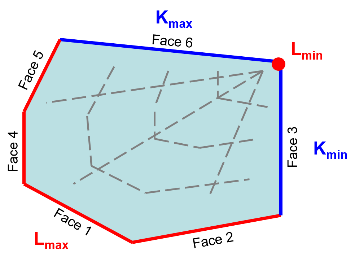 Kmax
Face 6
Lmin
Face 5
Face 4
Face 3
Kmin
Face 1
Lmax
Face 2